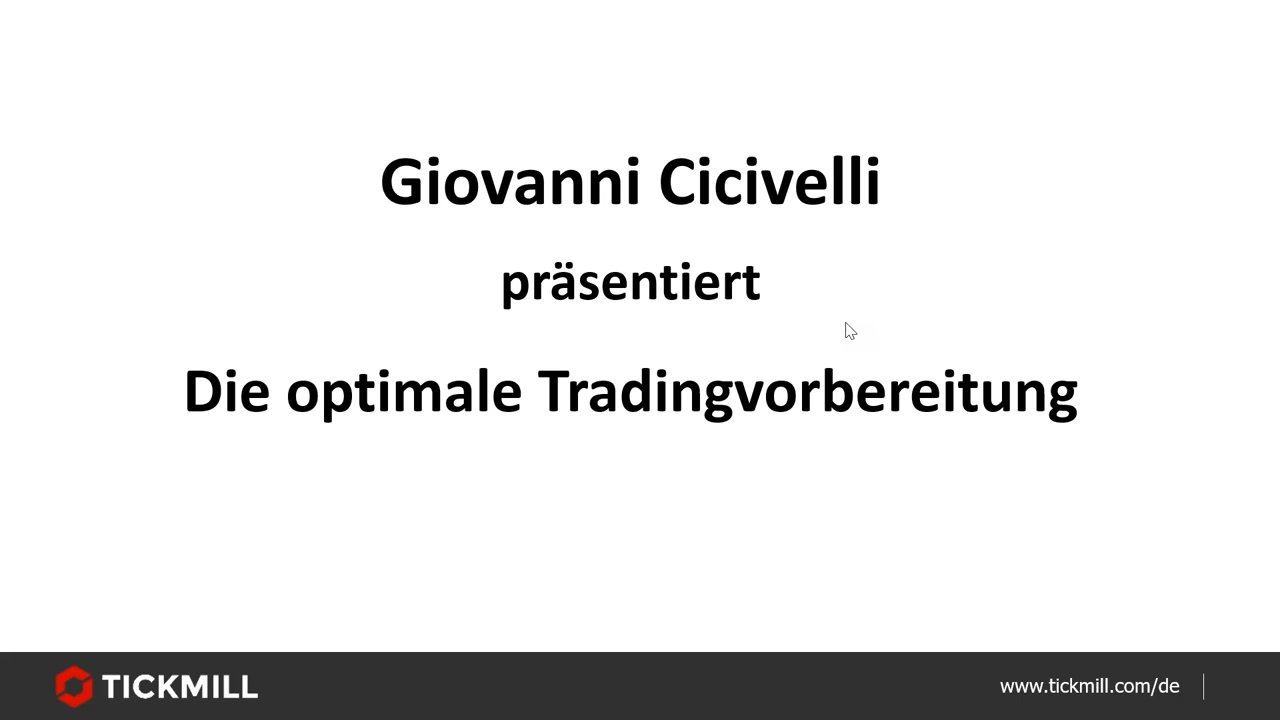 Giovanni Cicivelli
präsentiert
Die optimale Tradingvorbereitung
TICKMILL
www.tickmill.com/de